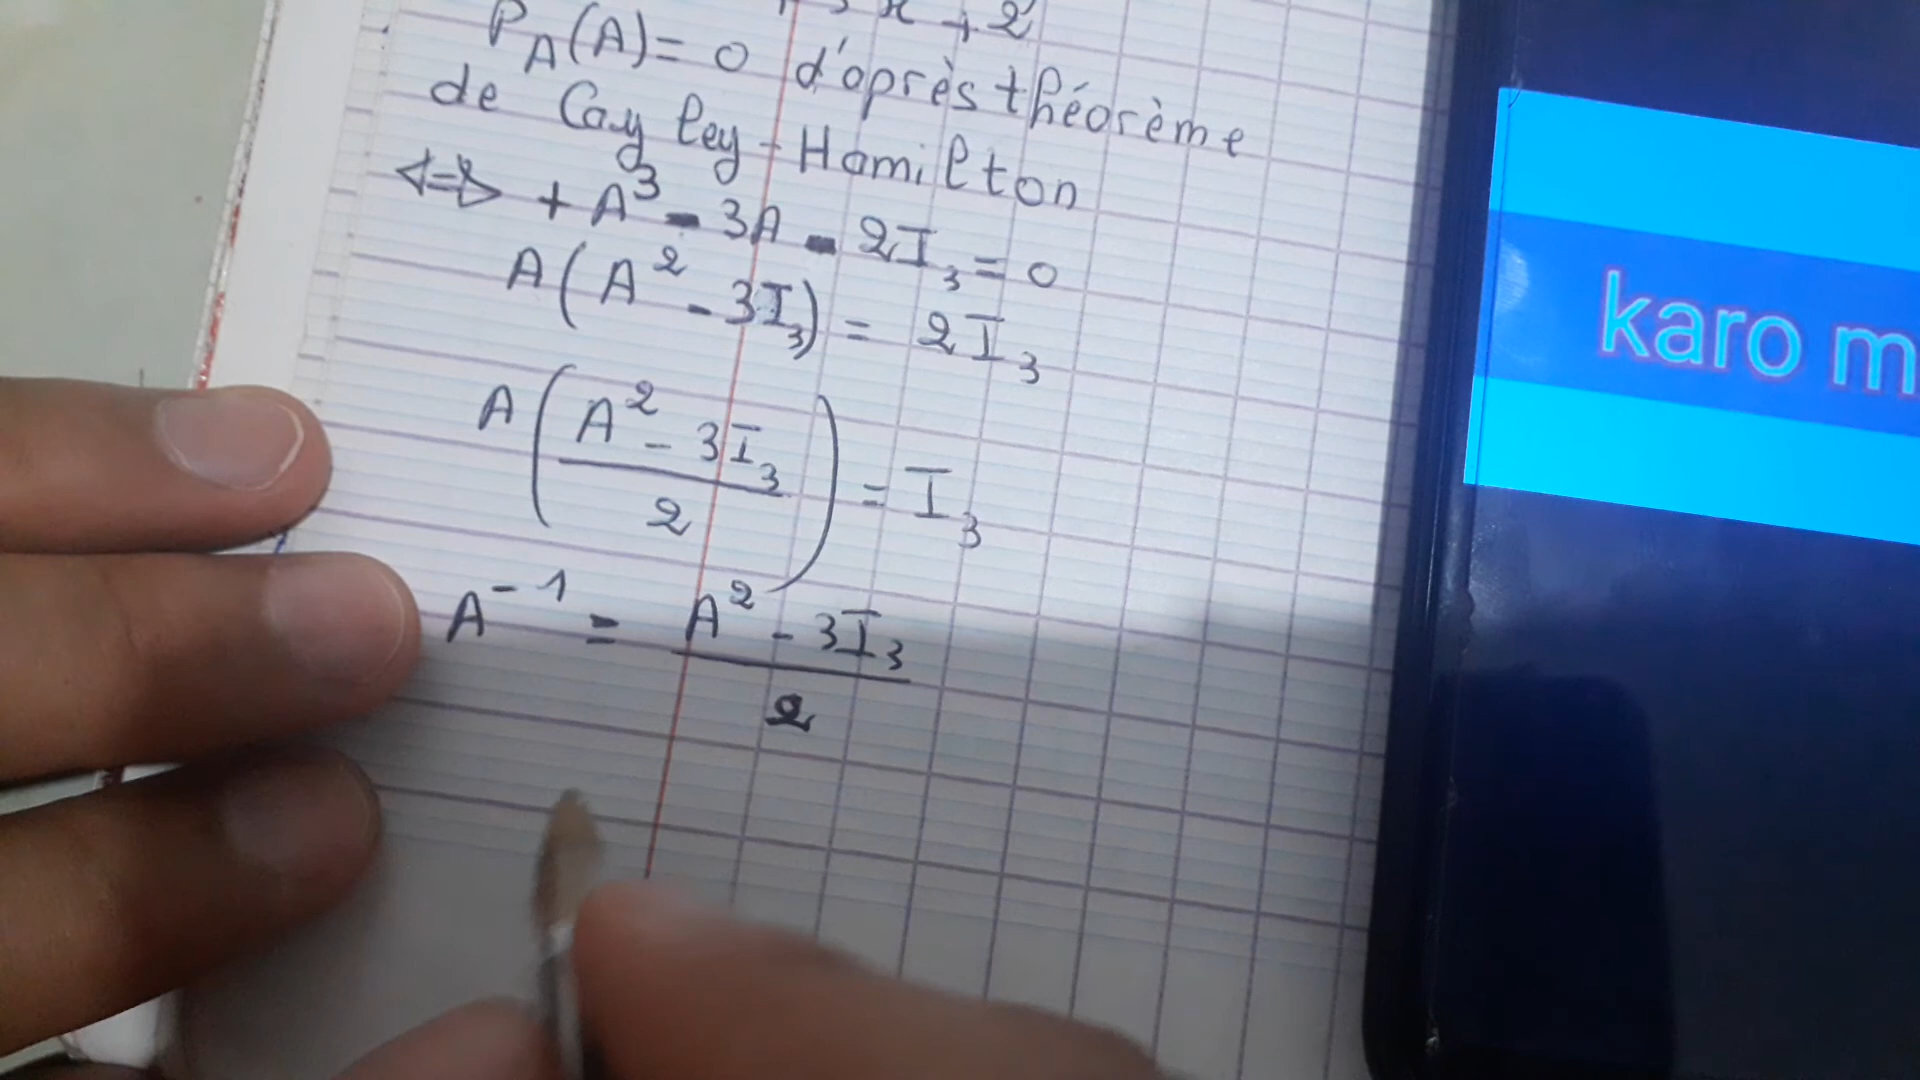 x + 2
P_A(A) = 0 d'après théorème
de Cayley-Hamilton
<=> + A³ - 3A - 2I₃ = 0
A(A² - 3I₃) = 2I₃
A((A² - 3I₃)/2) = I₃
A⁻¹ = (A² - 3I₃)/2
karo m